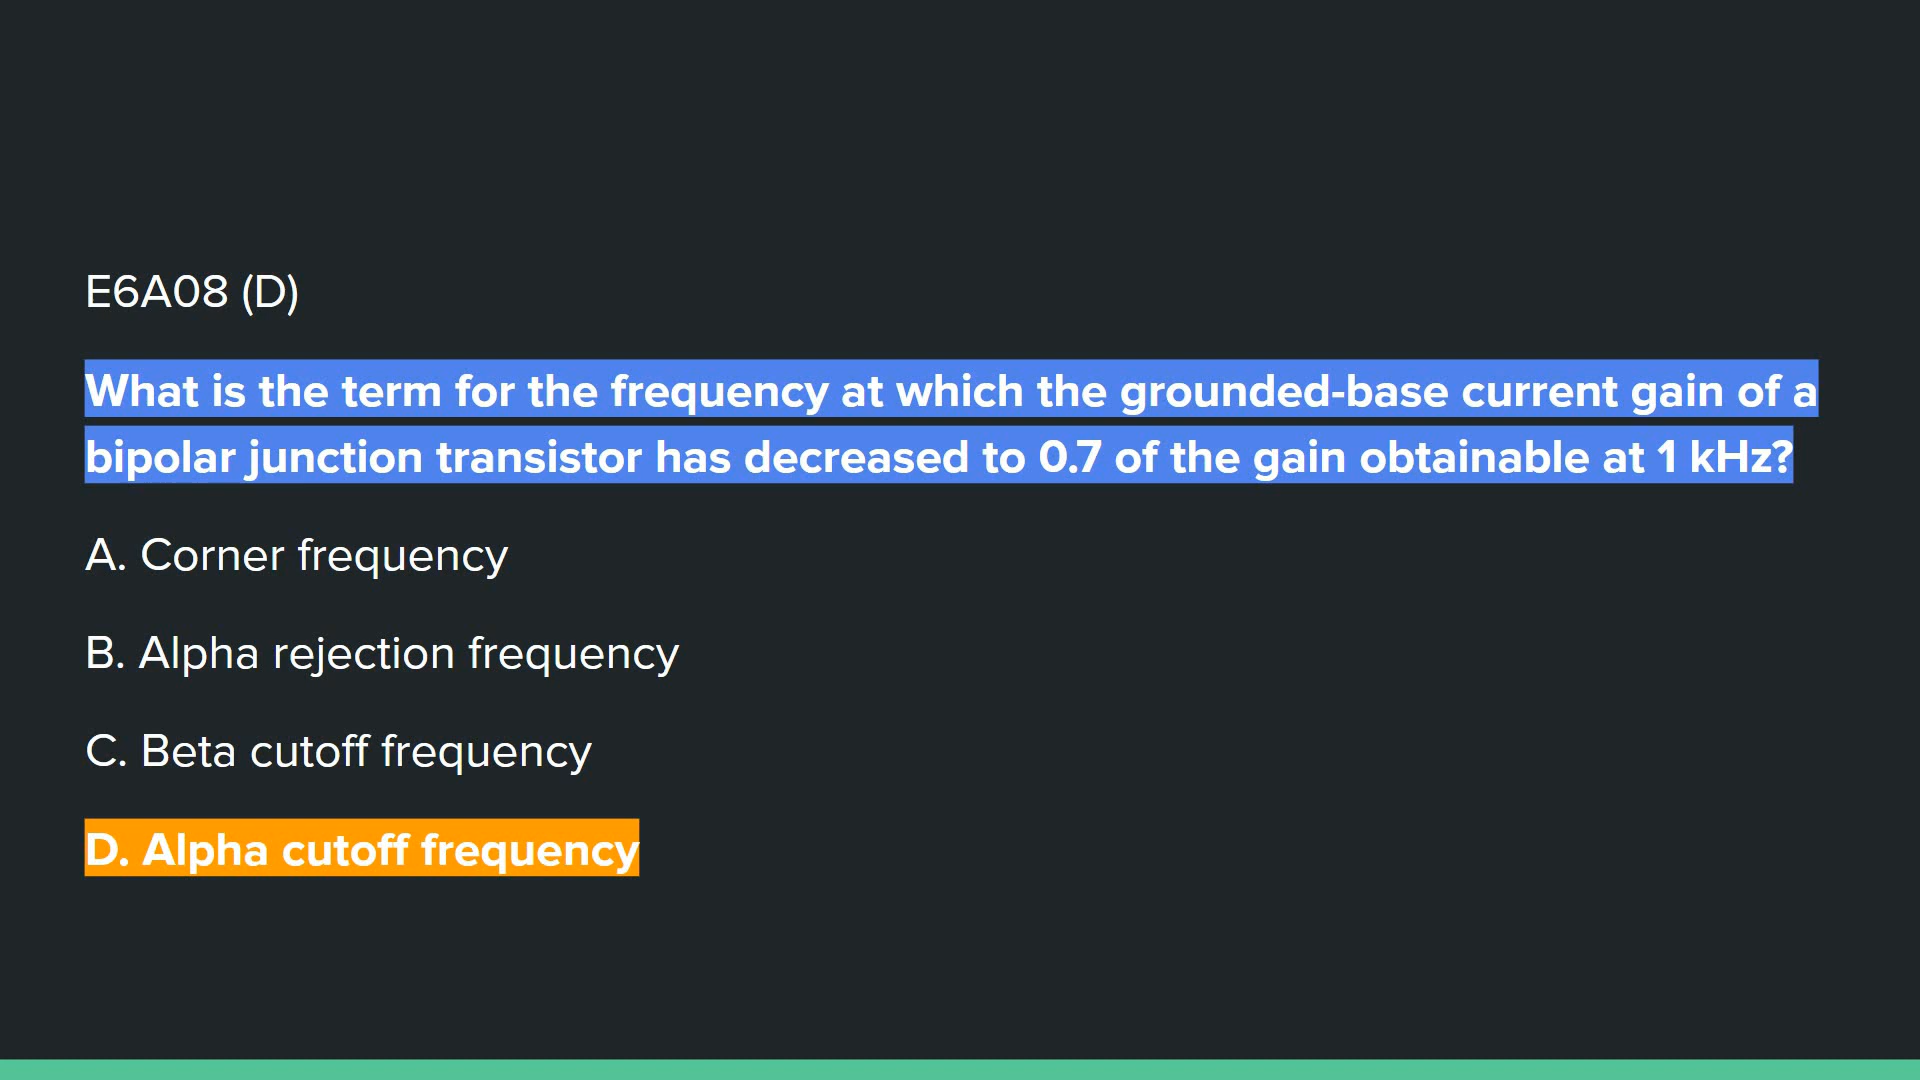 E6A08 (D)
What is the term for the frequency at which the grounded-base current gain of a
bipolar junction transistor has decreased to 0.7 of the gain obtainable at 1 kHz?
A. Corner frequency
B. Alpha rejection frequency
C. Beta cutoff frequency
D. Alpha cutoff frequency